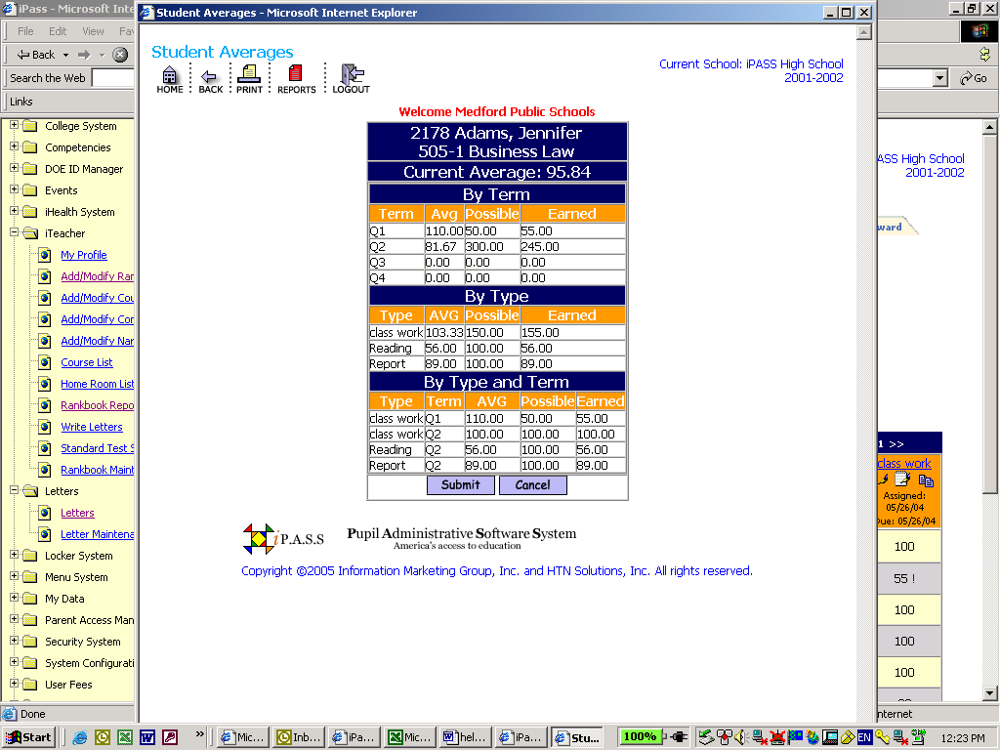 iPass - Microsoft Inte
Student Averages - Microsoft Internet Explorer
File Edit View Fav
Back
Search the Web
Go
Links
College System
Competencies
DOE ID Manager
Events
iHealth System
iTeacher
My Profile
Add/Modify Ran
Add/Modify Cou
Add/Modify Con
Add/Modify Nar
Course List
Home Room List
Rankbook Repo
Write Letters
Standard Test S
Rankbook Maint
Letters
Letters
Letter Maintena
Locker System
Menu System
My Data
Parent Access Man
Security System
System Configurati
User Fees
Student Averages
HOME BACK PRINT REPORTS LOGOUT
Current School: iPASS High School
2001-2002
Welcome Medford Public Schools
2178 Adams, Jennifer
505-1 Business Law
Current Average: 95.84
By Term
Term Avg Possible Earned
Q1 110.00 50.00 55.00
Q2 81.67 300.00 245.00
Q3 0.00 0.00 0.00
Q4 0.00 0.00 0.00
By Type
Type AVG Possible Earned
class work 103.33 150.00 155.00
Reading 56.00 100.00 56.00
Report 89.00 100.00 89.00
By Type and Term
Type Term AVG Possible Earned
class work Q1 110.00 50.00 55.00
class work Q2 100.00 100.00 100.00
Reading Q2 56.00 100.00 56.00
Report Q2 89.00 100.00 89.00
Submit Cancel
iP.A.S.S Pupil Administrative Software System
America's access to education
Copyright ©2005 Information Marketing Group, Inc. and HTN Solutions, Inc. All rights reserved.
ASS High School
2001-2002
ward
1 >>
class work
Assigned:
05/26/04
Due: 05/26/04
100
55 !
100
100
100
Done
nternet
Start
W
»
Mic...
Inb...
iPa...
Mic...
hel...
iPa...
Stu...
100%
EN
12:23 PM